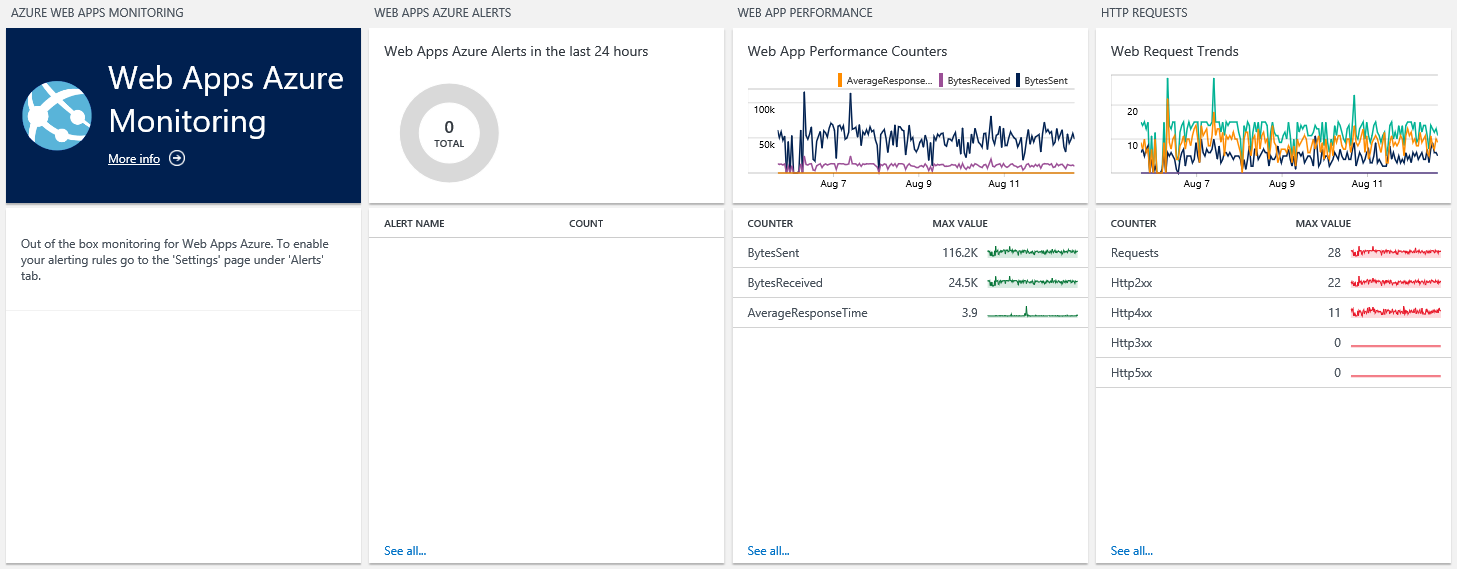 AZURE WEB APPS MONITORING
Web Apps Azure
Monitoring
More info
Out of the box monitoring for Web Apps Azure. To enable
your alerting rules go to the 'Settings' page under 'Alerts'
tab.
WEB APPS AZURE ALERTS
Web Apps Azure Alerts in the last 24 hours
0
TOTAL
ALERT NAME COUNT
See all...
WEB APP PERFORMANCE
Web App Performance Counters
AverageResponse... BytesReceived BytesSent
100k
50k
Aug 7 Aug 9 Aug 11
COUNTER MAX VALUE
BytesSent 116.2K
BytesReceived 24.5K
AverageResponseTime 3.9
See all...
HTTP REQUESTS
Web Request Trends
20
10
Aug 7 Aug 9 Aug 11
COUNTER MAX VALUE
Requests 28
Http2xx 22
Http4xx 11
Http3xx 0
Http5xx 0
See all...